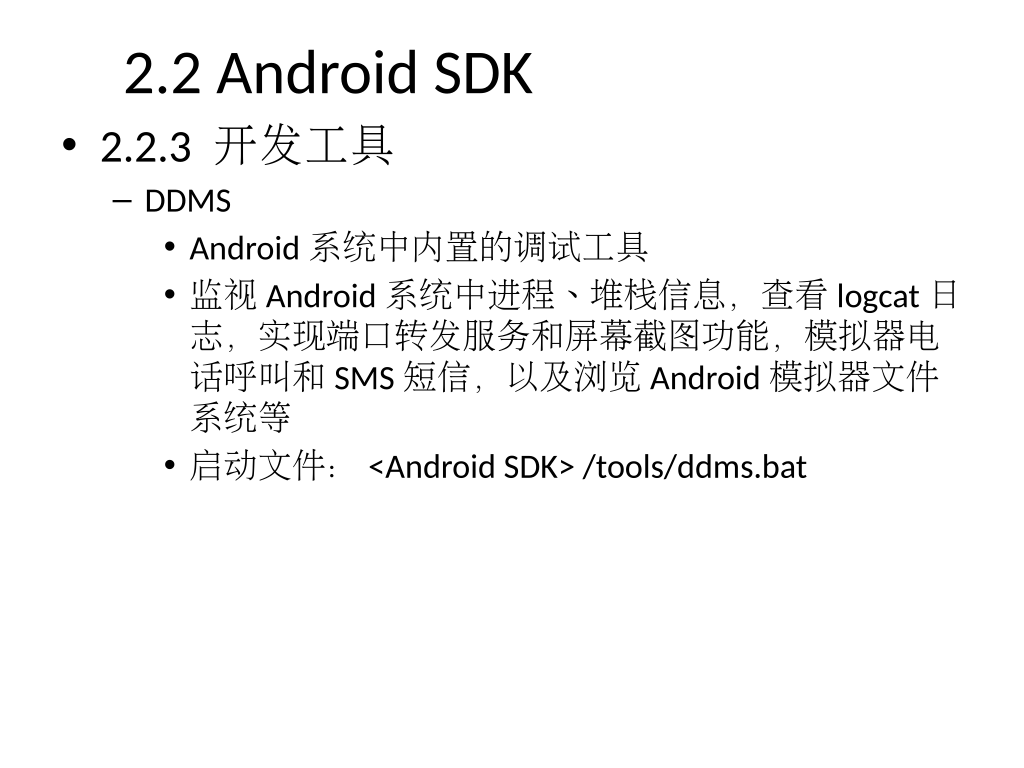 2.2 Android SDK
• 2.2.3 开发工具
– DDMS
• Android 系统中内置的调试工具
• 监视 Android 系统中进程、堆栈信息，查看 logcat 日
志，实现端口转发服务和屏幕截图功能，模拟器电
话呼叫和 SMS 短信，以及浏览 Android 模拟器文件
系统等
• 启动文件： <Android SDK> /tools/ddms.bat